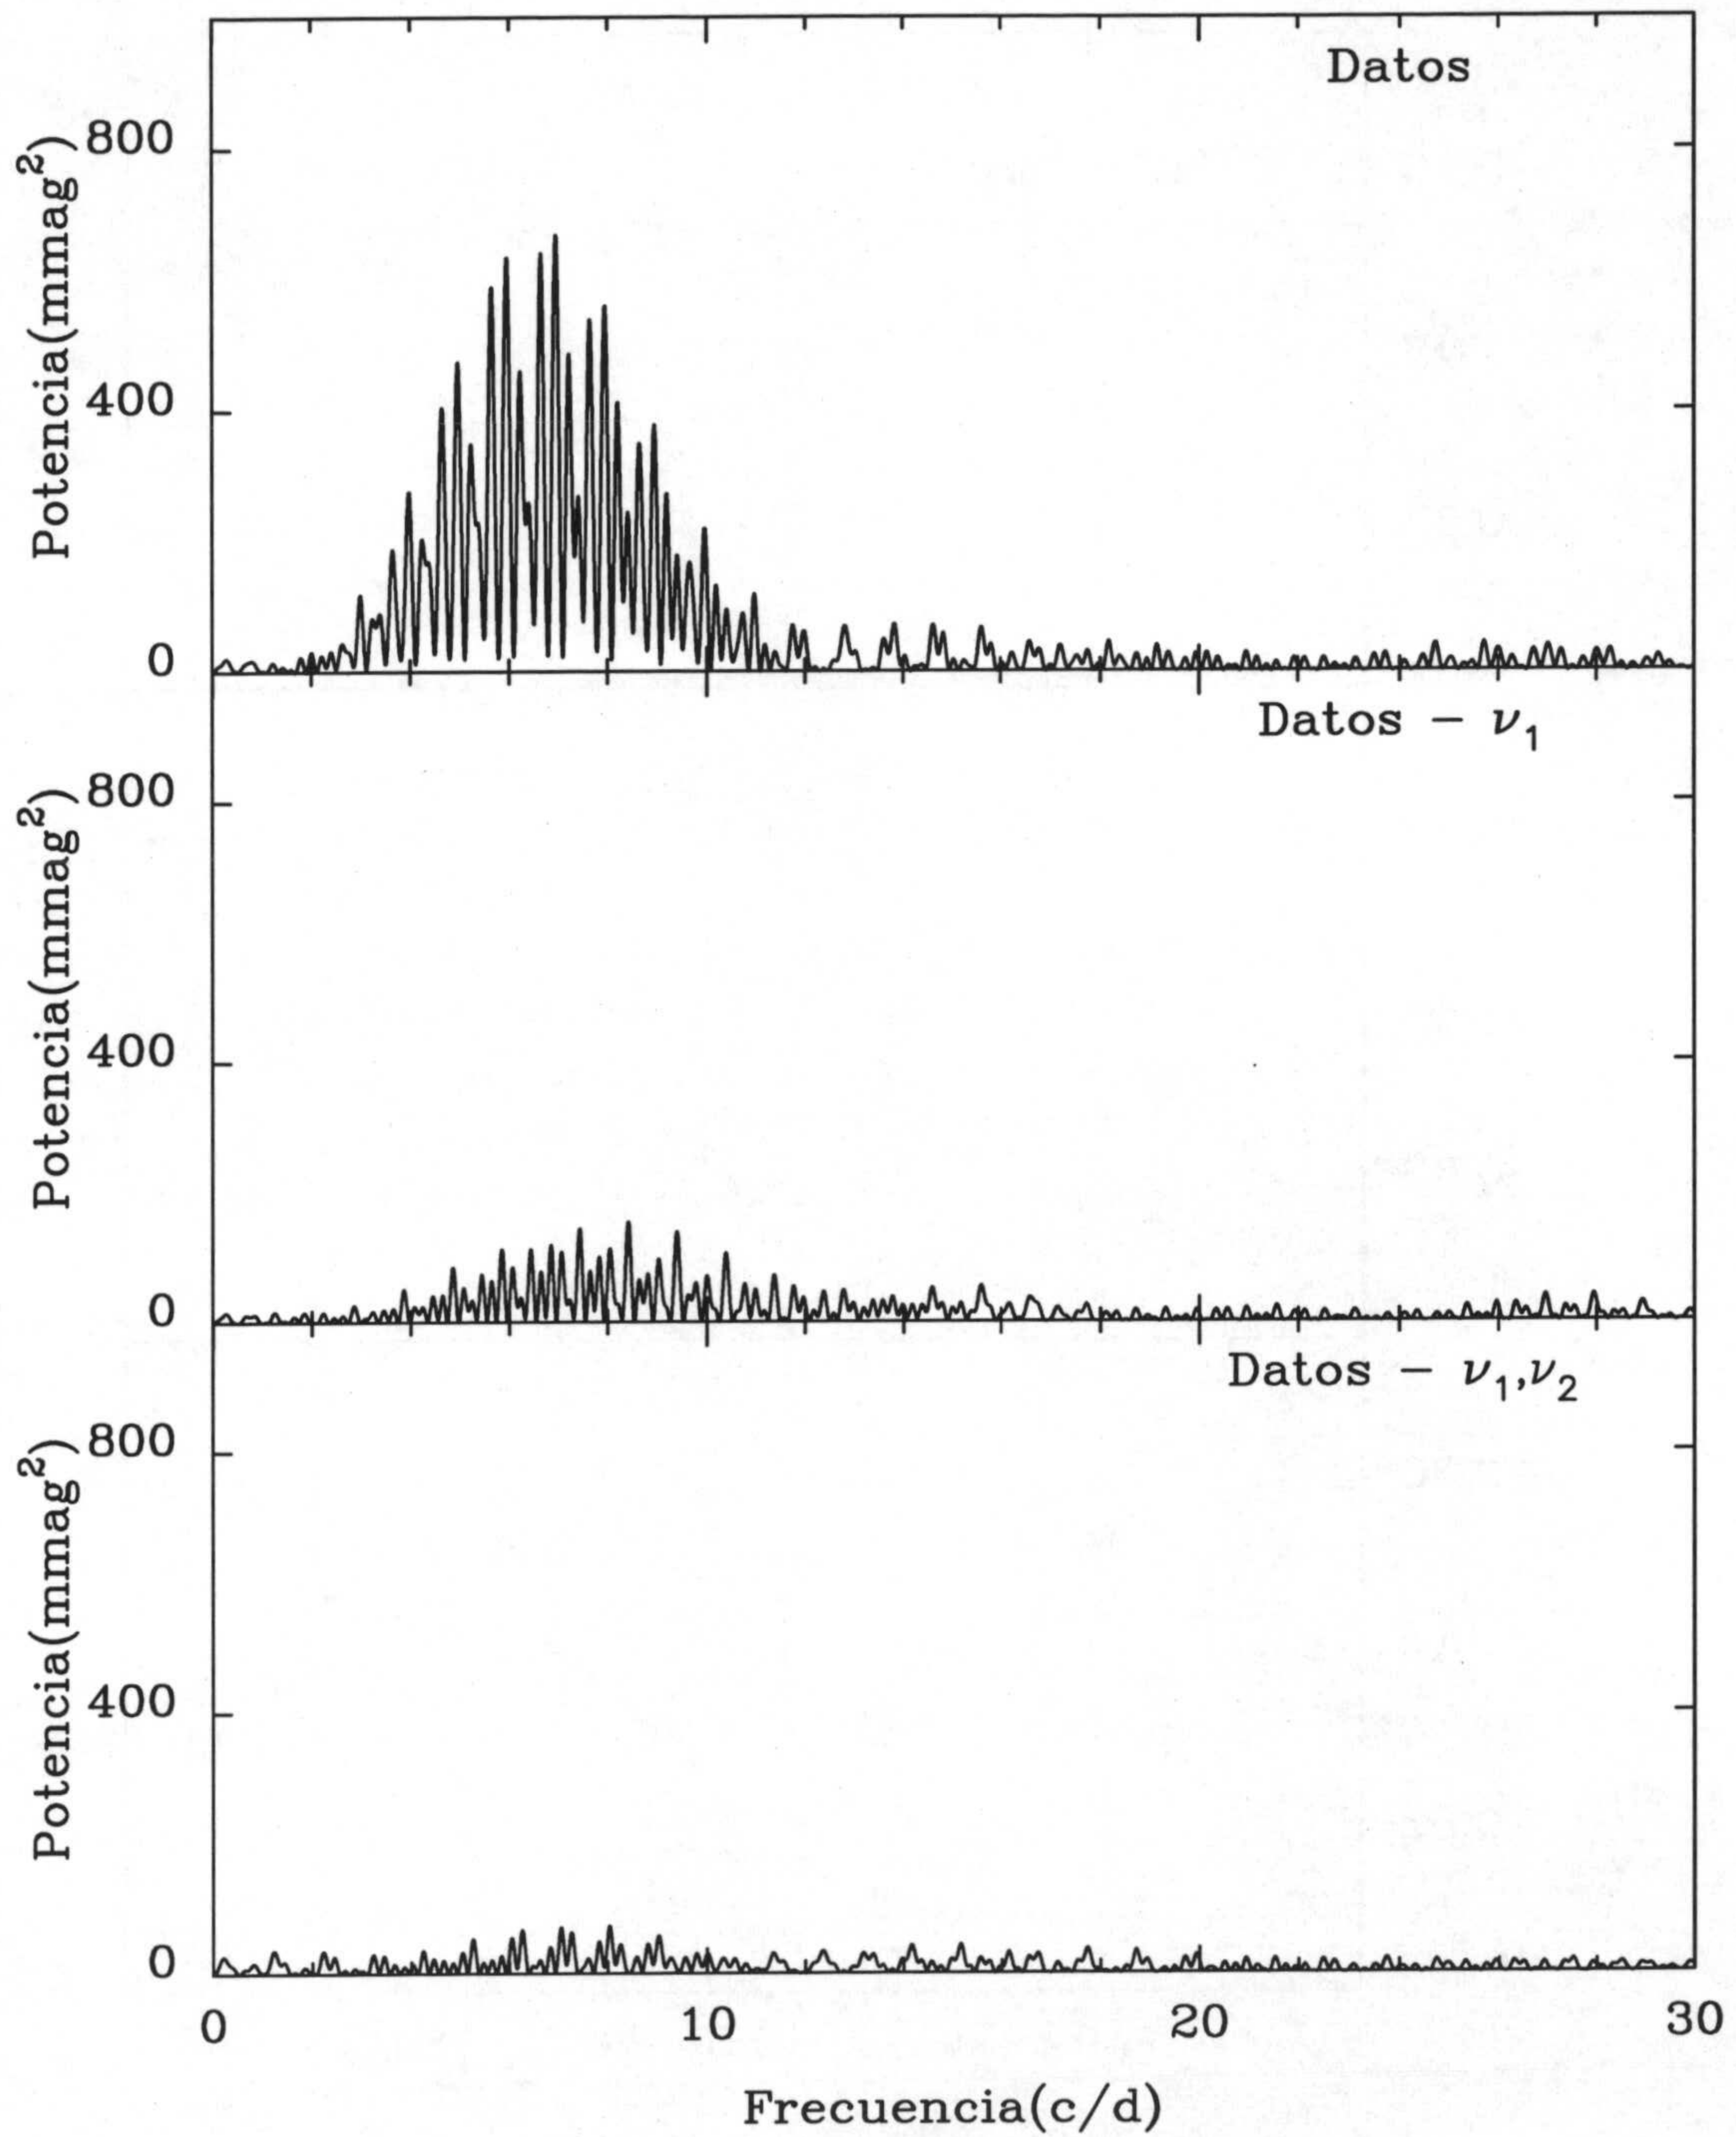 Datos
Potencia(mmag²)
800
400
0
Datos − ν₁
Potencia(mmag²)
800
400
0
Datos − ν₁,ν₂
Potencia(mmag²)
800
400
0
0 10 20 30
Frecuencia(c/d)